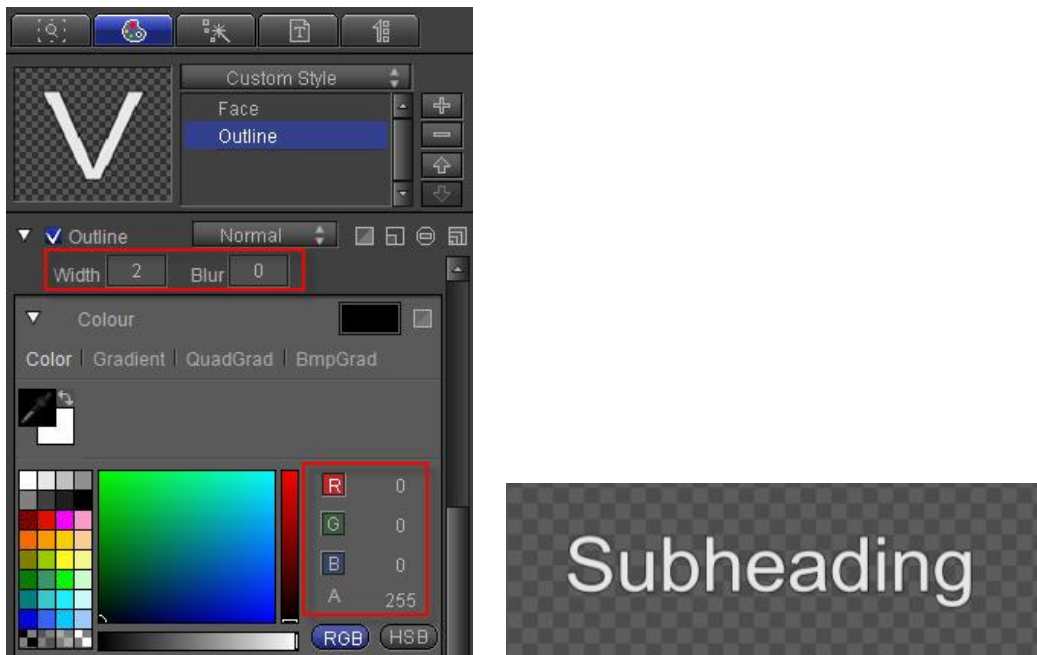 V
Custom Style
Face
Outline
Outline Normal
Width 2 Blur 0
Colour
Color Gradient QuadGrad BmpGrad
R 0
G 0
B 0
A 255
RGB HSB
Subheading